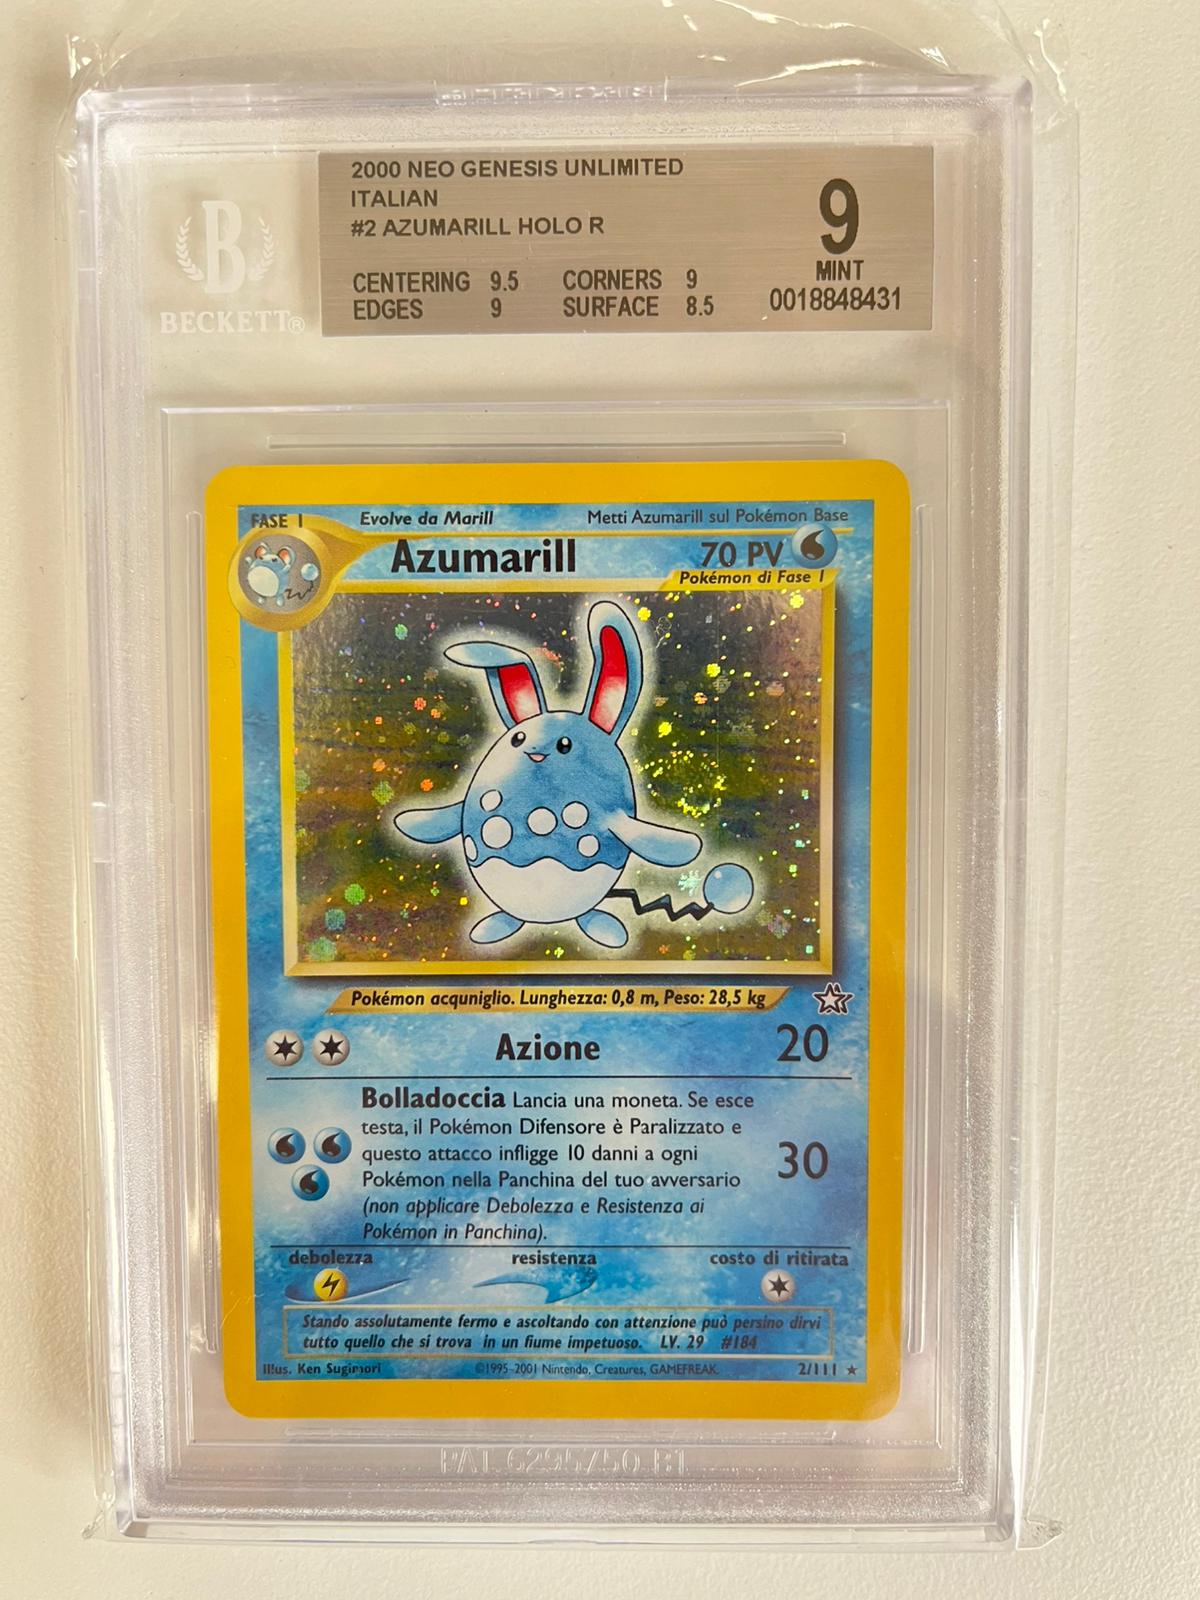 2000 NEO GENESIS UNLIMITED
ITALIAN
#2 AZUMARILL HOLO R
9
MINT
0018848431
CENTERING 9.5 CORNERS 9
EDGES 9 SURFACE 8.5
B
BECKETT®
FASE 1 Evolve da Marill Metti Azumarill sul Pokémon Base
Azumarill 70 PV
Pokémon di Fase 1
Pokémon acquniglio. Lunghezza: 0,8 m, Peso: 28,5 kg
Azione 20
Bolladoccia Lancia una moneta. Se esce
testa, il Pokémon Difensore è Paralizzato e
questo attacco infligge 10 danni a ogni
Pokémon nella Panchina del tuo avversario
(non applicare Debolezza e Resistenza ai
Pokémon in Panchina).
30
debolezza resistenza costo di ritirata
Stando assolutamente fermo e ascoltando con attenzione può persino dirvi
tutto quello che si trova in un fiume impetuoso. LV. 29 #184
Illus. Ken Sugimori ©1995-2001 Nintendo, Creatures, GAMEFREAK. 2/111 ★
PAT. 6295750 B1